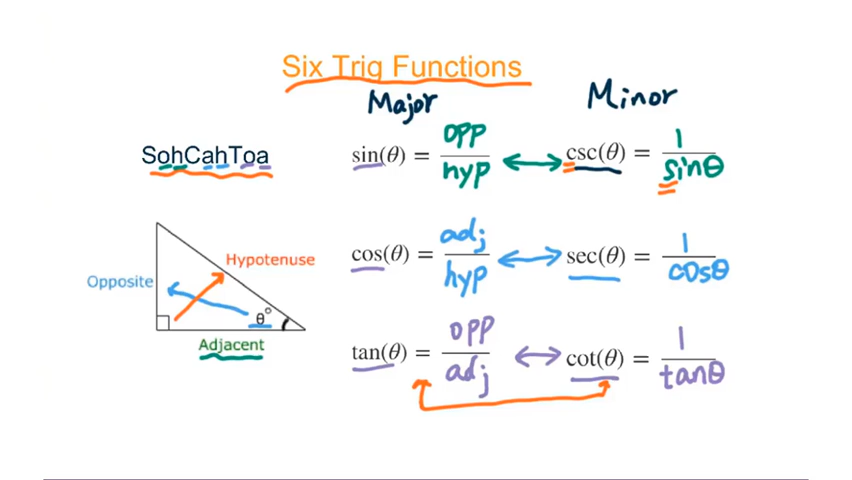 Six Trig Functions
Major
Minor
SohCahToa
sin(θ) = opp/hyp
csc(θ) = 1/sinθ
Opposite
Hypotenuse
θ°
Adjacent
cos(θ) = adj/hyp
sec(θ) = 1/cosθ
tan(θ) = opp/adj
cot(θ) = 1/tanθ